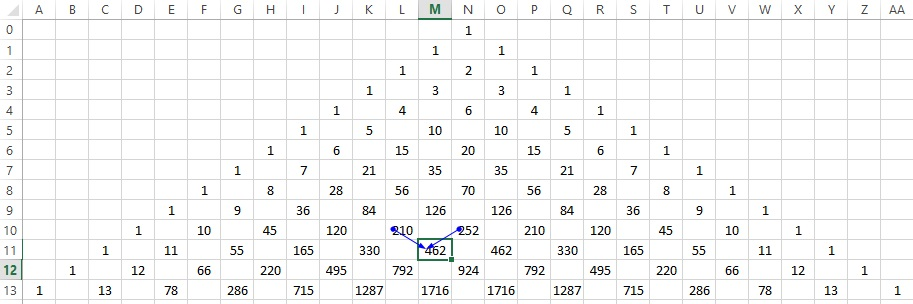 A B C D E F G H I J K L M N O P Q R S T U V W X Y Z AA
0 1
1 1 1
2 1 2 1
3 1 3 3 1
4 1 4 6 4 1
5 1 5 10 10 5 1
6 1 6 15 20 15 6 1
7 1 7 21 35 35 21 7 1
8 1 8 28 56 70 56 28 8 1
9 1 9 36 84 126 126 84 36 9 1
10 1 10 45 120 210 252 210 120 45 10 1
11 1 11 55 165 330 462 462 330 165 55 11 1
12 1 12 66 220 495 792 924 792 495 220 66 12 1
13 1 13 78 286 715 1287 1716 1716 1287 715 286 78 13 1